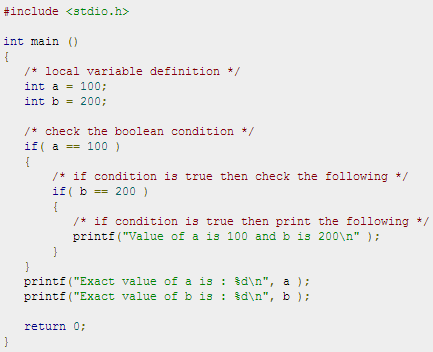 #include <stdio.h>
int main ()
{
/* local variable definition */
int a = 100;
int b = 200;
/* check the boolean condition */
if( a == 100 )
{
/* if condition is true then check the following */
if( b == 200 )
{
/* if condition is true then print the following */
printf("Value of a is 100 and b is 200\n" );
}
}
printf("Exact value of a is : %d\n", a );
printf("Exact value of b is : %d\n", b );
return 0;
}